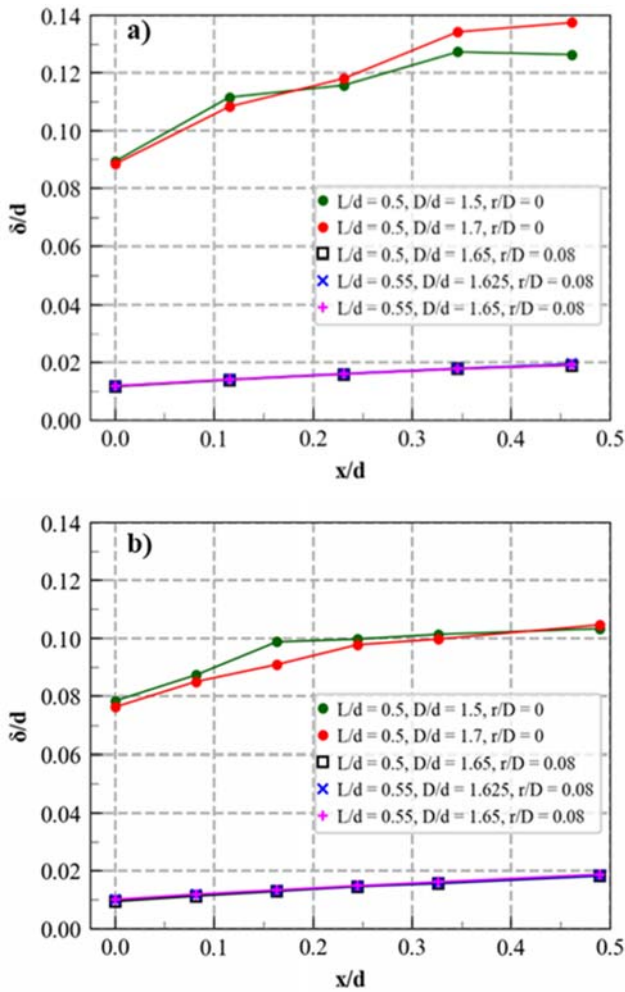 a)
0.14
0.12
0.10
0.08
0.06
0.04
0.02
0.00
δ/d
L/d = 0.5, D/d = 1.5, r/D = 0
L/d = 0.5, D/d = 1.7, r/D = 0
L/d = 0.5, D/d = 1.65, r/D = 0.08
L/d = 0.55, D/d = 1.625, r/D = 0.08
L/d = 0.55, D/d = 1.65, r/D = 0.08
0.0 0.1 0.2 0.3 0.4 0.5
x/d
b)
0.14
0.12
0.10
0.08
0.06
0.04
0.02
0.00
δ/d
L/d = 0.5, D/d = 1.5, r/D = 0
L/d = 0.5, D/d = 1.7, r/D = 0
L/d = 0.5, D/d = 1.65, r/D = 0.08
L/d = 0.55, D/d = 1.625, r/D = 0.08
L/d = 0.55, D/d = 1.65, r/D = 0.08
0.0 0.1 0.2 0.3 0.4 0.5
x/d